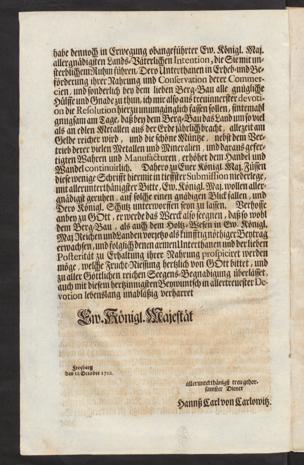 habe dennoch in Erwegung obangeführter Ew. Königl. Maj.
allergnädigsten Lands-Väterlichen Intention, die Sie mit un-
sterblichem Ruhm führen, Dero Unterthanen in Erheb-und Be-
förderung ihrer Nahrung und Conservation derer Commer-
cien, und sonderlich bey dem lieben Berg-Bau alle gnügliche
Hülffe und Gnade zu thun, ich mir also aus treuinnerster devoti-
on die Resolution hierzu unumgänglich fassen sollen, sintemahl
gnugsam am Tage, daß bey dem Berg-Bau das Land um so viel
als an edlen Metallen aus der Erd jährlich bracht, allezeit am
Gelde reicher wird, und die schöne Müntze, nebst dem Ver-
trieb derer vielen Metallen und Mineralien, und daraus gefer-
tigten Wahren und Manufacturen, erhöhet dem Handel und
Wandel continuirlich. Dahero zu Euer Königl. Maj. Füssen
diese wenige Schrifft hiermit in tieffster Submission niederlege,
mit allerunterthänigster Bitte, Ew. Königl. Maj. wollen aller-
gnädigst geruhen, auf solche einen gnädigen Blick fallen, und
Dero Königl. Schutz unterworffen seyn zu lassen. Verhoffe
anbey zu GOtt, er werde das Werck also seegnen, daß so wohl
dem Berg-Bau, als auch dem Holtz-Wesen in Ew. Königl.
Maj. Reichen und Landen vorjetzo als künfftig nöthiger Beytrag
erwachsen, und folglich denen armen Unterthanen und der lieben
Posterität zu Erhaltung ihrer Nahrung prospiciret werden
möge, welche Frucht-Niessung hertzlich von GOtt bittet, und
zu aller Göttlichen reichen Seegens-Begnadigung überlässet,
auch mit diesem hertzinnigsten Beywunsch in allertreuester De-
votion lebenslang unabläßig verharret
Ew. Königl. Majestät
Freyberg
den 12. October 1712.
allerunterthänigst treu gehor-
samster Diener
Hannß Carl von Carlowitz.